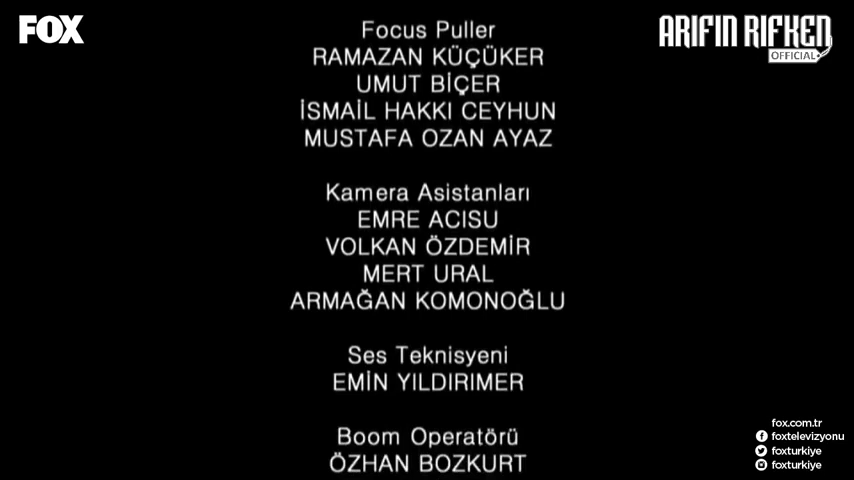 FOX
ARIFIN RIFKEN
OFFICIAL
Focus Puller
RAMAZAN KÜÇÜKER
UMUT BİÇER
İSMAİL HAKKI CEYHUN
MUSTAFA OZAN AYAZ
Kamera Asistanları
EMRE ACISU
VOLKAN ÖZDEMİR
MERT URAL
ARMAĞAN KOMONOĞLU
Ses Teknisyeni
EMİN YILDIRIMER
Boom Operatörü
ÖZHAN BOZKURT
fox.com.tr
foxtelevizyonu
foxturkiye
foxturkiye